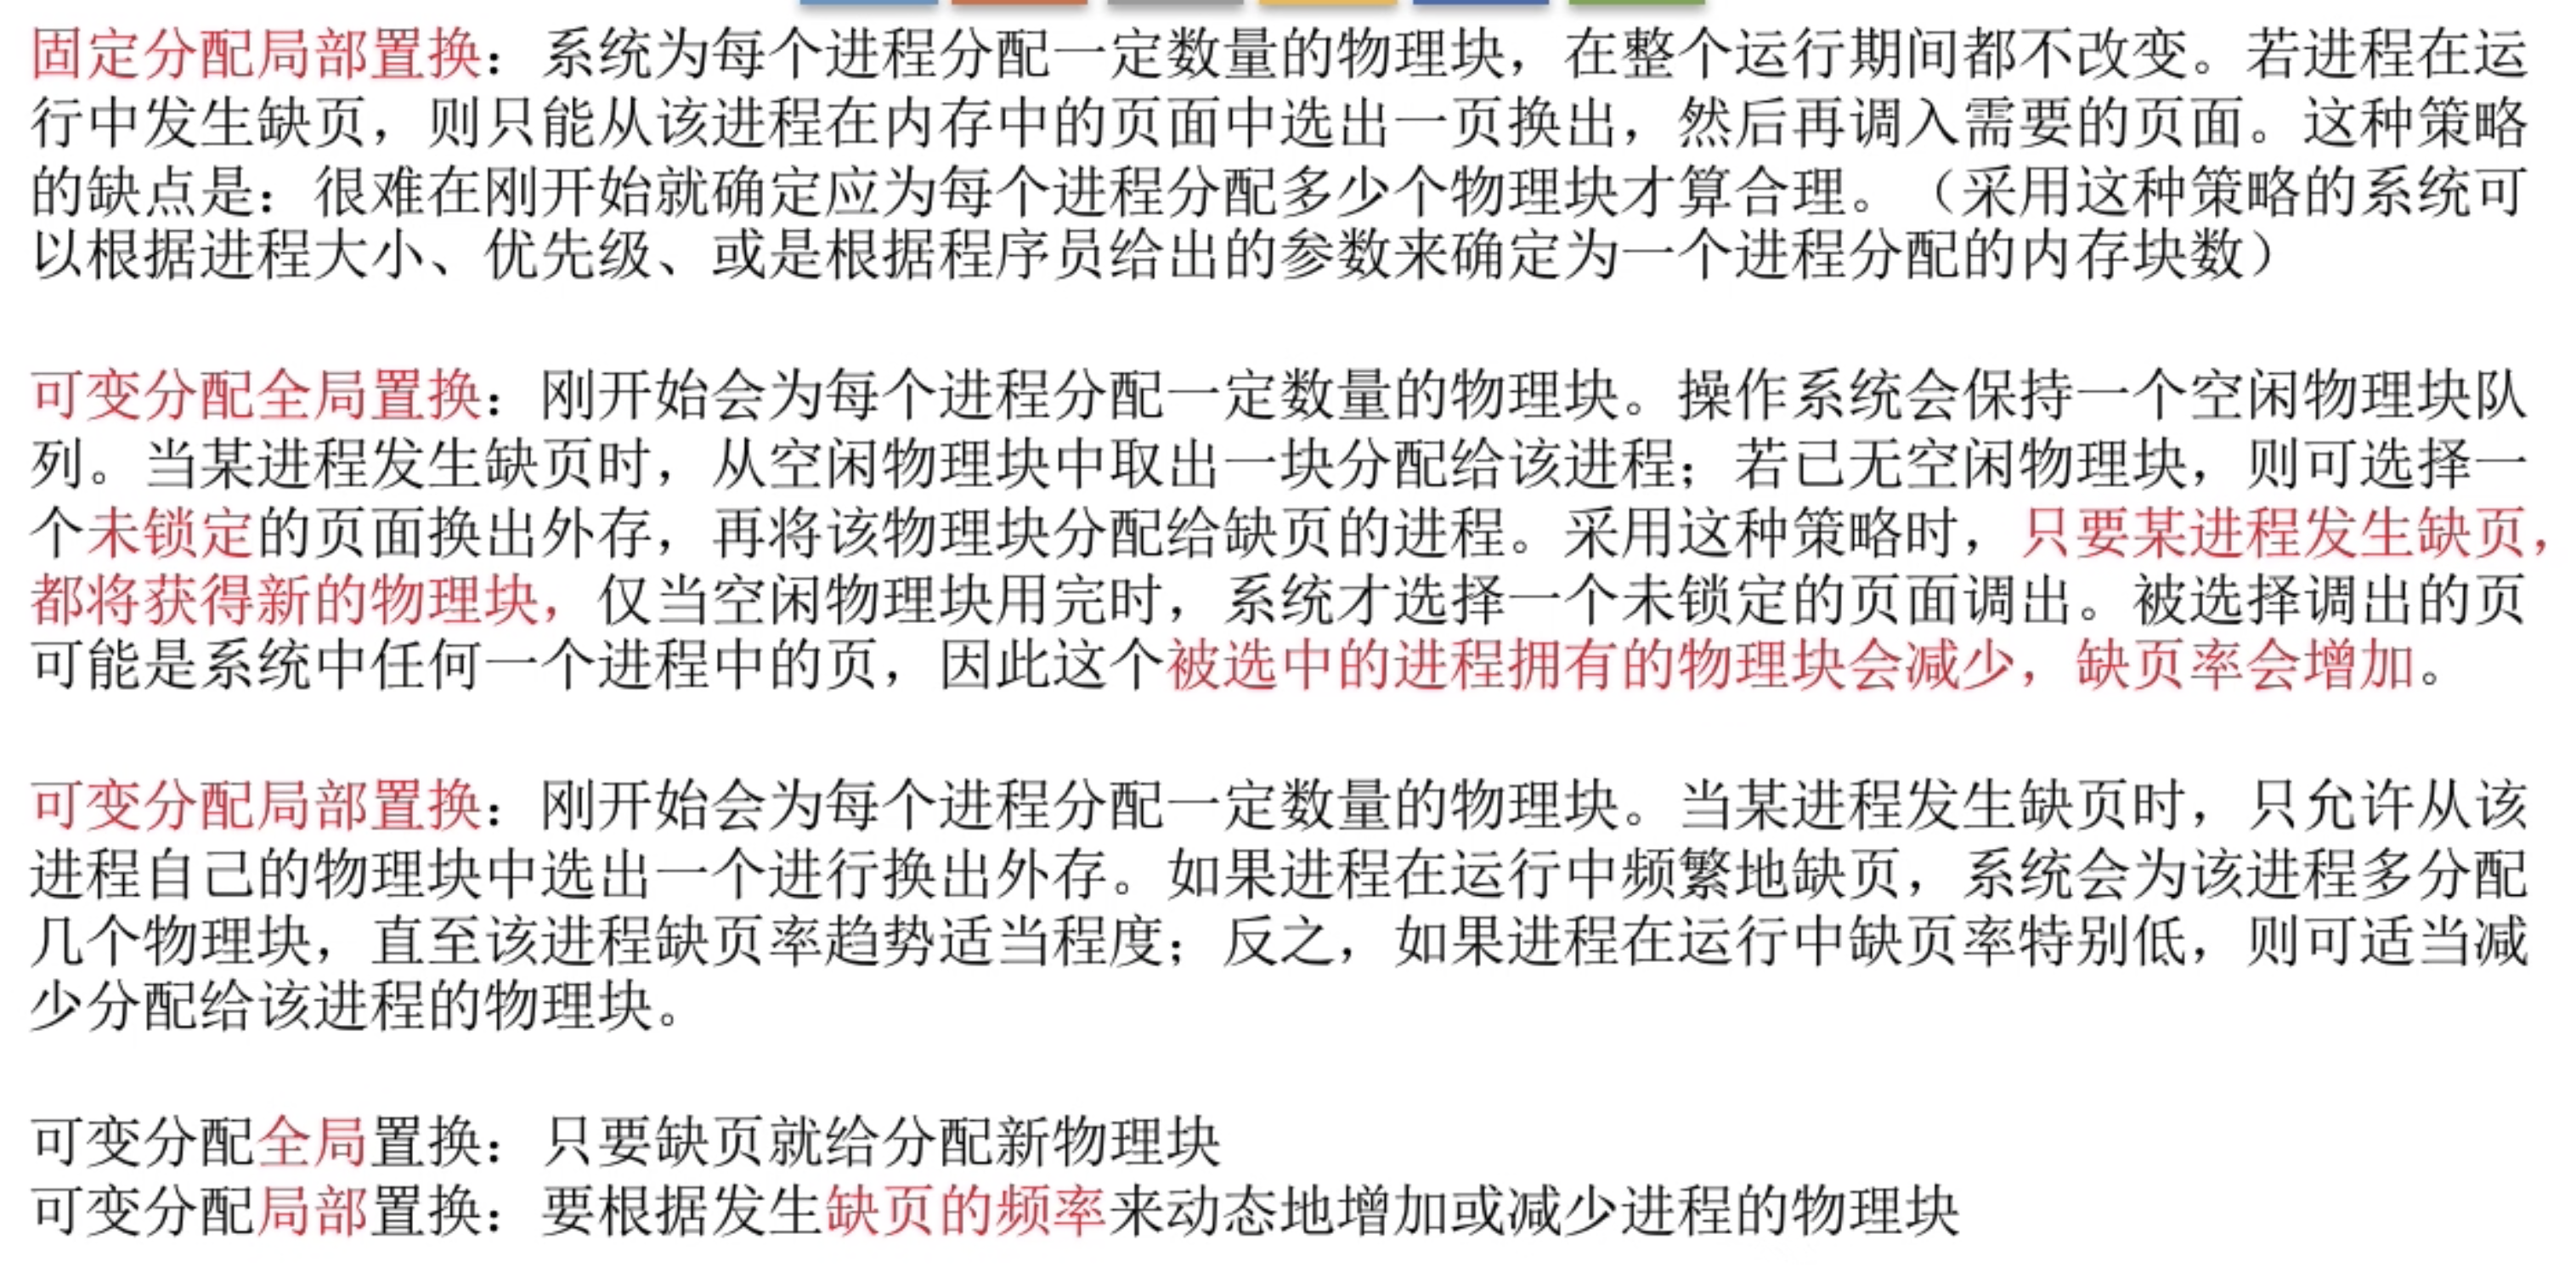 固定分配局部置换：系统为每个进程分配一定数量的物理块，在整个运行期间都不改变。若进程在运
行中发生缺页，则只能从该进程在内存中的页面中选出一页换出，然后再调入需要的页面。这种策略
的缺点是：很难在刚开始就确定应为每个进程分配多少个物理块才算合理。（采用这种策略的系统可
以根据进程大小、优先级、或是根据程序员给出的参数来确定为一个进程分配的内存块数）
可变分配全局置换：刚开始会为每个进程分配一定数量的物理块。操作系统会保持一个空闲物理块队
列。当某进程发生缺页时，从空闲物理块中取出一块分配给该进程；若已无空闲物理块，则可选择一
个未锁定的页面换出外存，再将该物理块分配给缺页的进程。采用这种策略时，只要某进程发生缺页，
都将获得新的物理块，仅当空闲物理块用完时，系统才选择一个未锁定的页面调出。被选择调出的页
可能是系统中任何一个进程中的页，因此这个被选中的进程拥有的物理块会减少，缺页率会增加。
可变分配局部置换：刚开始会为每个进程分配一定数量的物理块。当某进程发生缺页时，只允许从该
进程自己的物理块中选出一个进行换出外存。如果进程在运行中频繁地缺页，系统会为该进程多分配
几个物理块，直至该进程缺页率趋势适当程度；反之，如果进程在运行中缺页率特别低，则可适当减
少分配给该进程的物理块。
可变分配全局置换：只要缺页就给分配新物理块
可变分配局部置换：要根据发生缺页的频率来动态地增加或减少进程的物理块